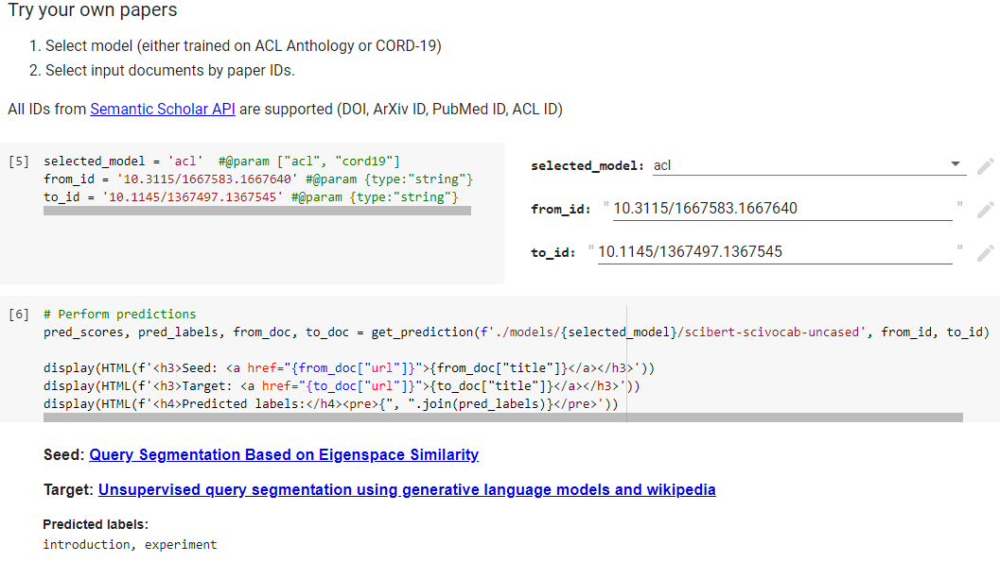 Try your own papers
1. Select model (either trained on ACL Anthology or CORD-19)
2. Select input documents by paper IDs.
All IDs from Semantic Scholar API are supported (DOI, ArXiv ID, PubMed ID, ACL ID)
[5] selected_model = 'acl'  #@param ["acl", "cord19"]
from_id = '10.3115/1667583.1667640' #@param {type:"string"}
to_id = '10.1145/1367497.1367545' #@param {type:"string"}
selected_model: acl
from_id: "10.3115/1667583.1667640"
to_id: "10.1145/1367497.1367545"
[6] # Perform predictions
pred_scores, pred_labels, from_doc, to_doc = get_prediction(f'./models/{selected_model}/scibert-scivocab-uncased', from_id, to_id)
display(HTML(f'<h3>Seed: <a href="{from_doc["url"]}">{from_doc["title"]}</a></h3>'))
display(HTML(f'<h3>Target: <a href="{to_doc["url"]}">{to_doc["title"]}</a></h3>'))
display(HTML(f'<h4>Predicted labels:</h4><pre>{", ".join(pred_labels)}</pre>'))
Seed: Query Segmentation Based on Eigenspace Similarity
Target: Unsupervised query segmentation using generative language models and wikipedia
Predicted labels:
introduction, experiment